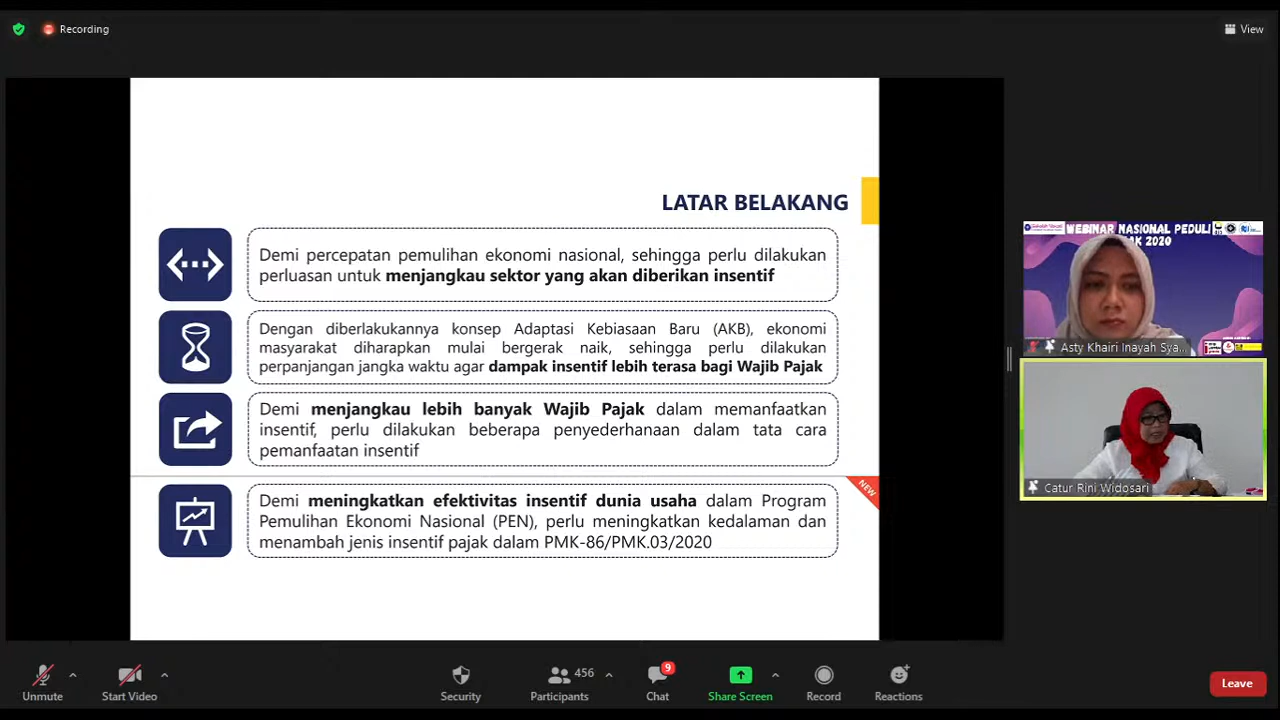 Recording
View
LATAR BELAKANG
Demi percepatan pemulihan ekonomi nasional, sehingga perlu dilakukan
perluasan untuk menjangkau sektor yang akan diberikan insentif
Dengan diberlakukannya konsep Adaptasi Kebiasaan Baru (AKB), ekonomi
masyarakat diharapkan mulai bergerak naik, sehingga perlu dilakukan
perpanjangan jangka waktu agar dampak insentif lebih terasa bagi Wajib Pajak
Demi menjangkau lebih banyak Wajib Pajak dalam memanfaatkan
insentif, perlu dilakukan beberapa penyederhanaan dalam tata cara
pemanfaatan insentif
NEW
Demi meningkatkan efektivitas insentif dunia usaha dalam Program
Pemulihan Ekonomi Nasional (PEN), perlu meningkatkan kedalaman dan
menambah jenis insentif pajak dalam PMK-86/PMK.03/2020
WEBINAR NASIONAL PEDULI
2020
Asty Khairi Inayah Sya...
Catur Rini Widosari
Unmute
Start Video
Security
456
Participants
9
Chat
Share Screen
Record
Reactions
Leave